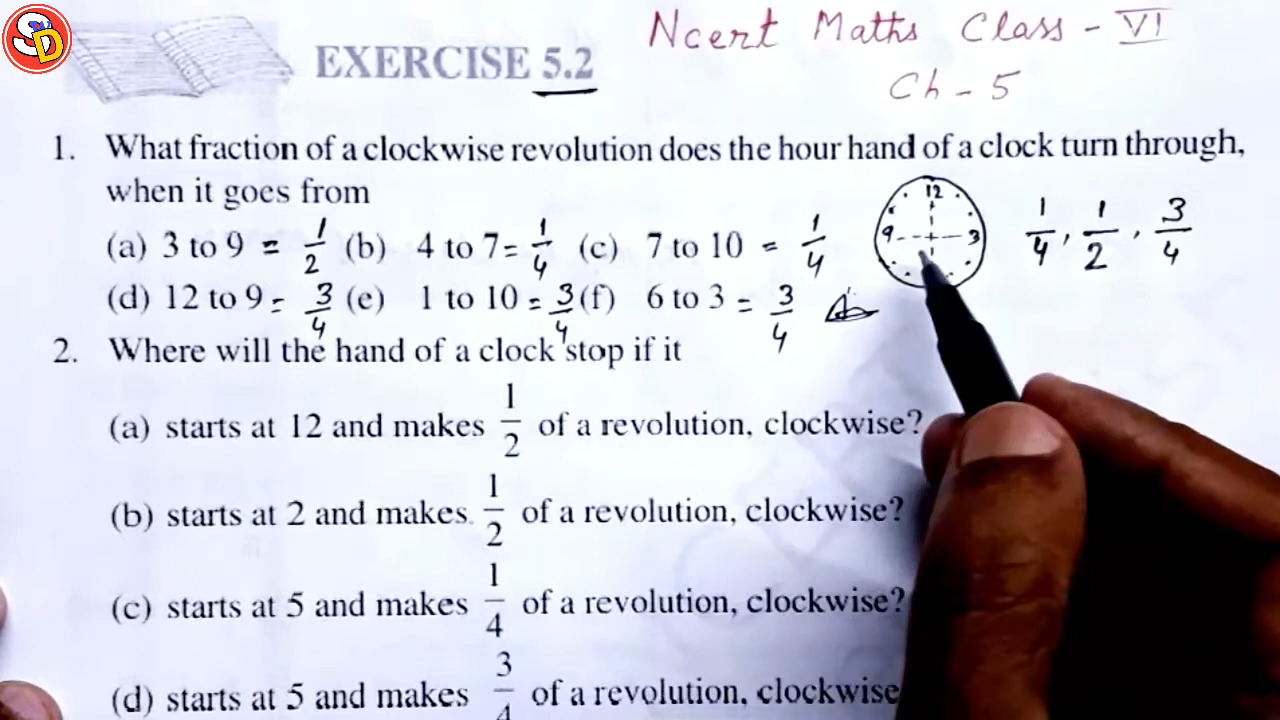 SD
Ncert Maths Class - VI
EXERCISE 5.2
Ch - 5
1. What fraction of a clockwise revolution does the hour hand of a clock turn through,
when it goes from
(a) 3 to 9 = 1/2 (b) 4 to 7 = 1/4 (c) 7 to 10 = 1/4
12
9 3
1/4, 1/2, 3/4
(d) 12 to 9 = 3/4 (e) 1 to 10 = 3/4 (f) 6 to 3 = 3/4
2. Where will the hand of a clock stop if it
(a) starts at 12 and makes 1/2 of a revolution, clockwise?
(b) starts at 2 and makes 1/2 of a revolution, clockwise?
(c) starts at 5 and makes 1/4 of a revolution, clockwise?
(d) starts at 5 and makes 3/4 of a revolution, clockwise